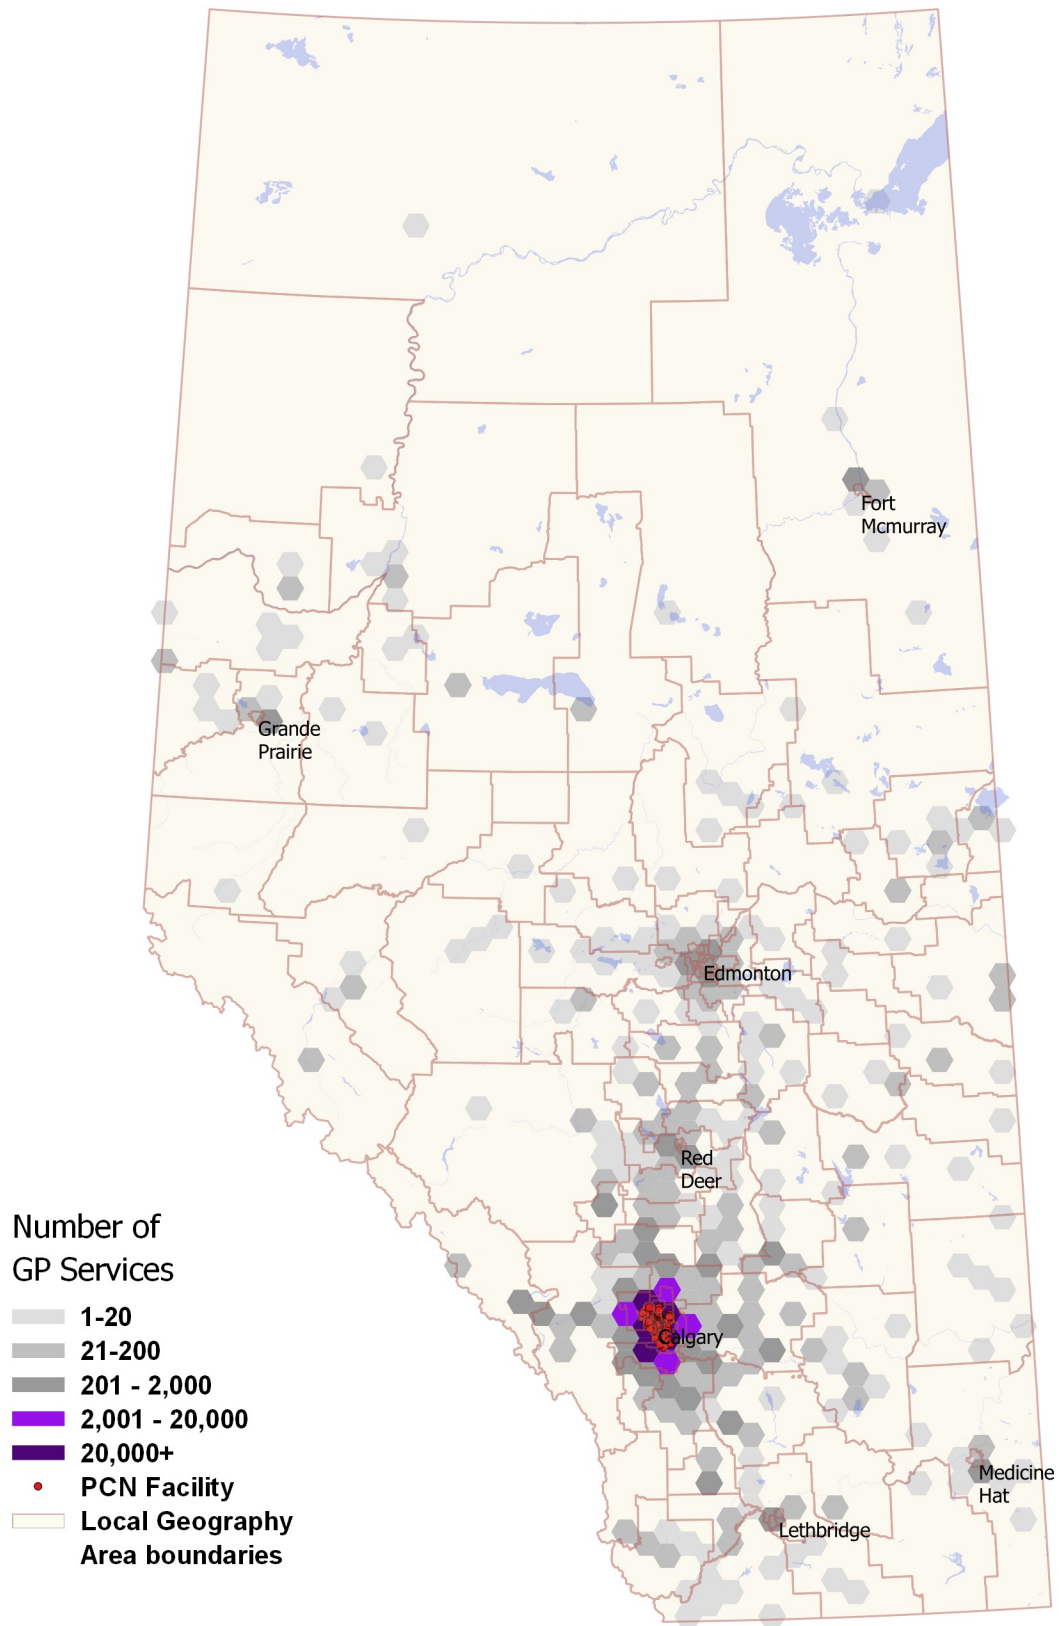 Fort
Mcmurray
Grande
Prairie
Edmonton
Red
Deer
Number of
GP Services
1-20
21-200
201 - 2,000
2,001 - 20,000
20,000+
PCN Facility
Local Geography
Area boundaries
Calgary
Medicine
Hat
Lethbridge